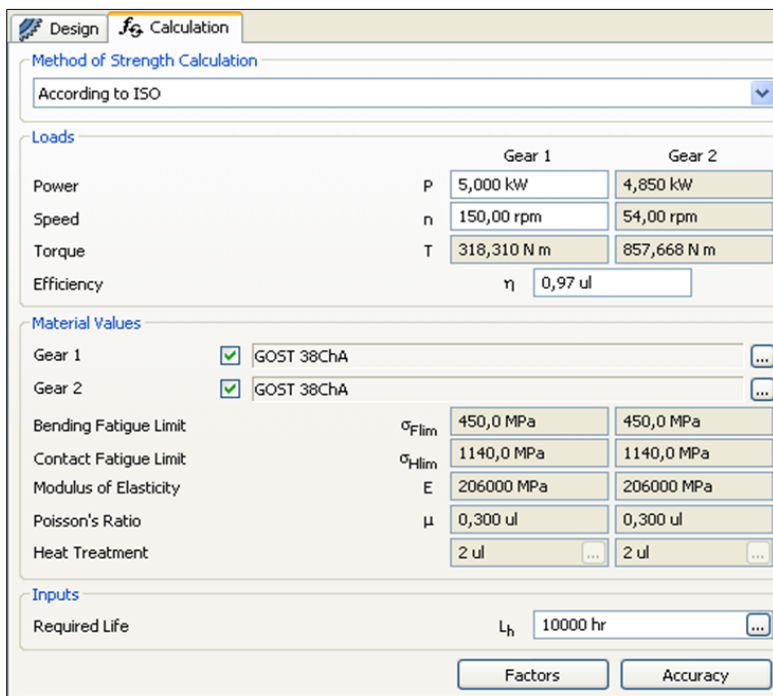 Design Calculation
Method of Strength Calculation
According to ISO
Loads
Gear 1 Gear 2
Power P 5,000 kW 4,850 kW
Speed n 150,00 rpm 54,00 rpm
Torque T 318,310 N m 857,668 N m
Efficiency η 0,97 ul
Material Values
Gear 1 GOST 38ChA ...
Gear 2 GOST 38ChA ...
Bending Fatigue Limit σFlim 450,0 MPa 450,0 MPa
Contact Fatigue Limit σHlim 1140,0 MPa 1140,0 MPa
Modulus of Elasticity E 206000 MPa 206000 MPa
Poisson's Ratio μ 0,300 ul 0,300 ul
Heat Treatment 2 ul ... 2 ul ...
Inputs
Required Life Lh 10000 hr ...
Factors Accuracy